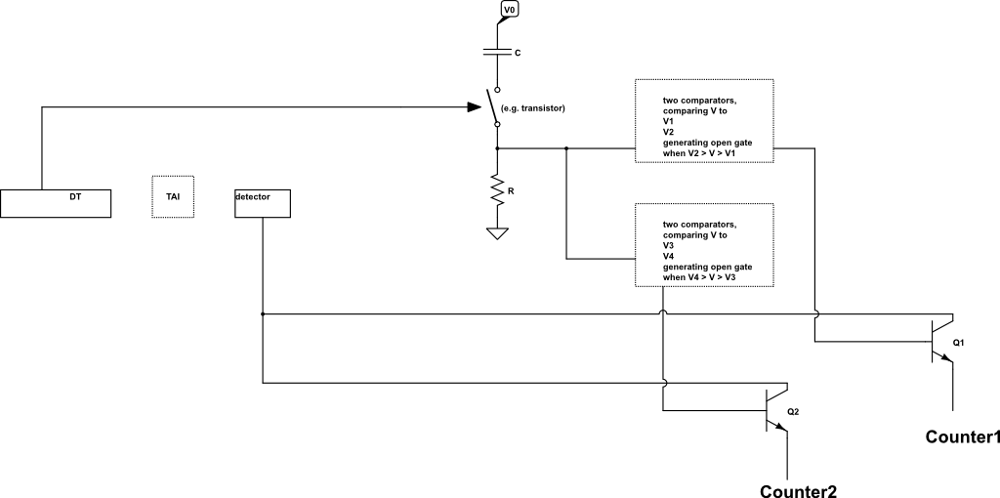 V0
C
(e.g. transistor)
two comparators,
comparing V to
V1
V2
generating open gate
when V2 > V > V1
DT
TAI
detector
R
two comparators,
comparing V to
V3
V4
generating open gate
when V4 > V > V3
Q1
Q2
Counter1
Counter2